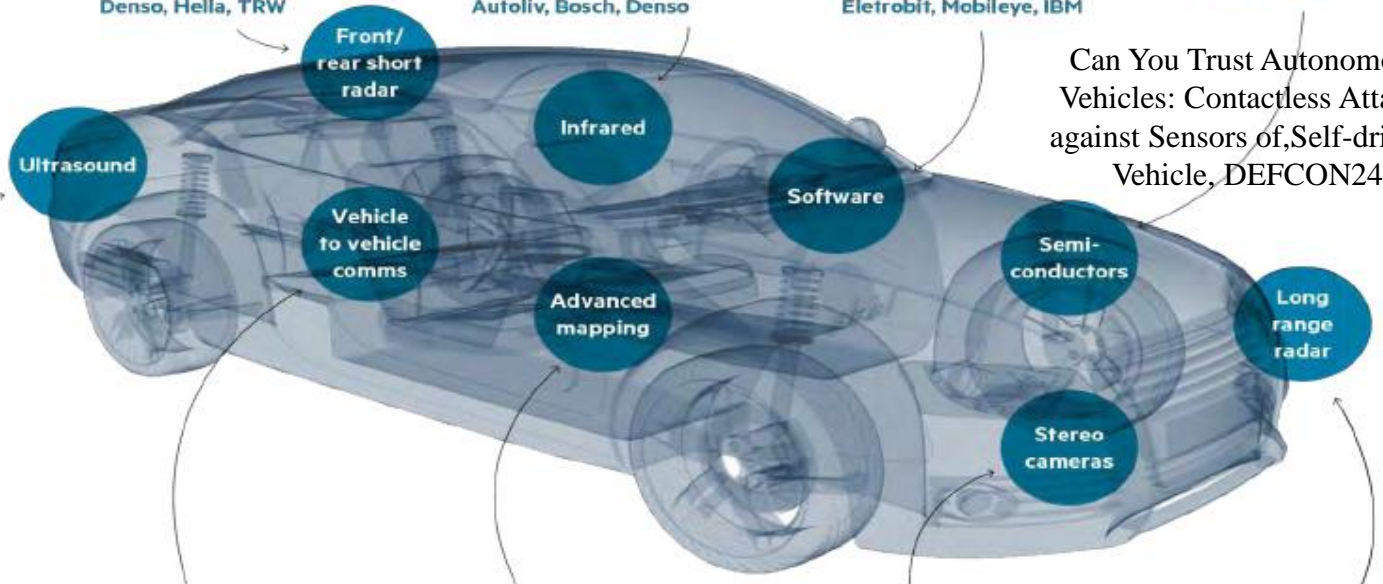 Denso, Hella, TRW
Autoliv, Bosch, Denso
Eletrobit, Mobileye, IBM
Can You Trust Autonomo
Vehicles: Contactless Atta
against Sensors of,Self-dri
Vehicle, DEFCON24
Front/
rear short
radar
Infrared
Ultrasound
Software
Vehicle
to vehicle
comms
Semi-
conductors
Advanced
mapping
Long
range
radar
Stereo
cameras